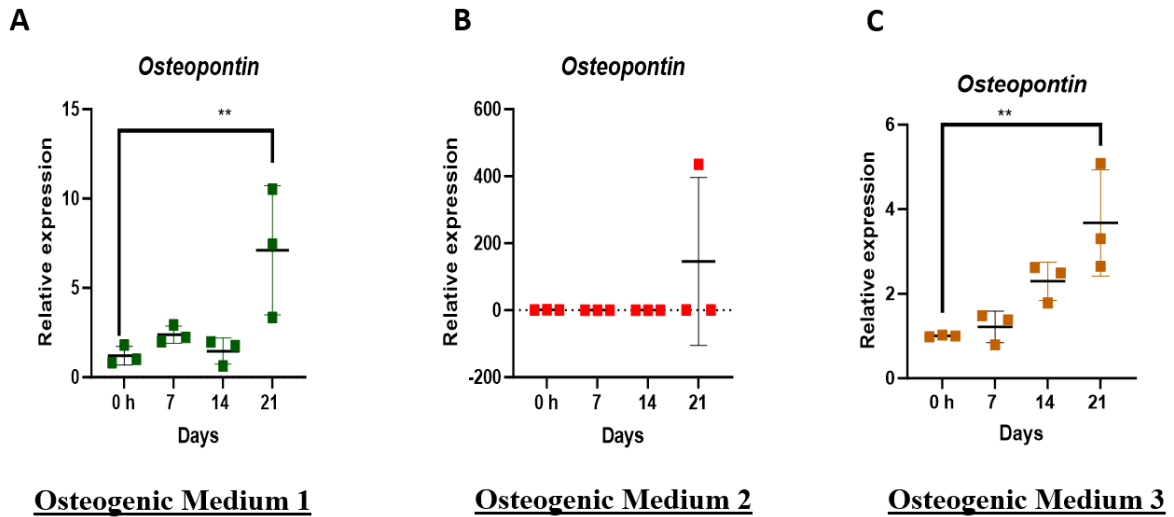 A
Osteopontin
**
Relative expression
15
10
5
0
0 h 7 14 21
Days
Osteogenic Medium 1
B
Osteopontin
Relative expression
600
400
200
0
-200
0 h 7 14 21
Days
Osteogenic Medium 2
C
Osteopontin
**
Relative expression
6
4
2
0
0 h 7 14 21
Days
Osteogenic Medium 3